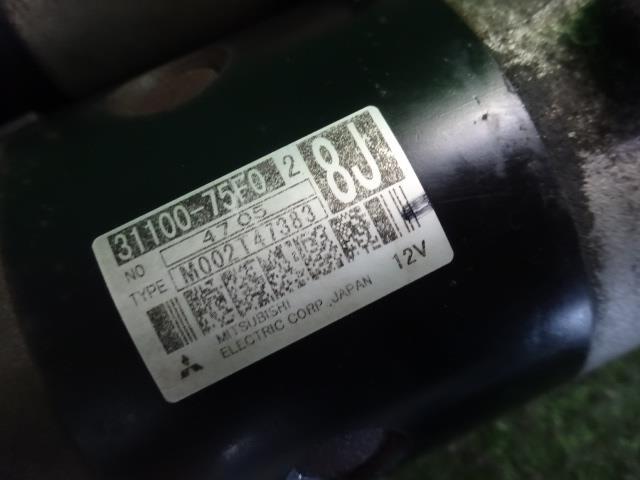 31100-75F0 2
8J
NO 4705
TYPE M002T47383
MITSUBISHI
ELECTRIC CORP. JAPAN
12V